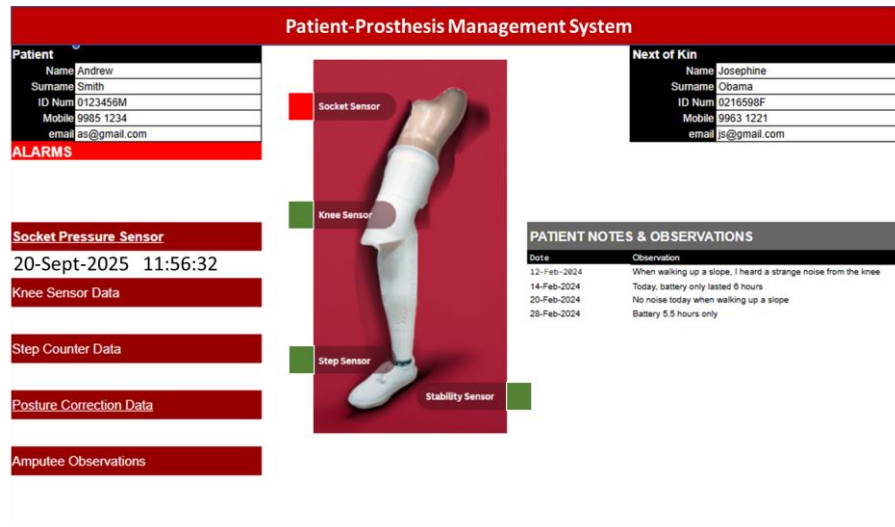 Patient-Prosthesis Management System
Patient
Name Andrew
Surname Smith
ID Num 0123456M
Mobile 9985 1234
email as@gmail.com
ALARMS
Next of Kin
Name Josephine
Surname Obama
ID Num 0216598F
Mobile 9963 1221
email js@gmail.com
Socket Sensor
Knee Sensor
Step Sensor
Stability Sensor
Socket Pressure Sensor
20-Sept-2025 11:56:32
Knee Sensor Data
Step Counter Data
Posture Correction Data
Amputee Observations
PATIENT NOTES & OBSERVATIONS
Date Observation
12-Feb-2024 When walking up a slope, I heard a strange noise from the knee
14-Feb-2024 Today, battery only lasted 6 hours
20-Feb-2024 No noise today when walking up a slope
28-Feb-2024 Battery 5.5 hours only